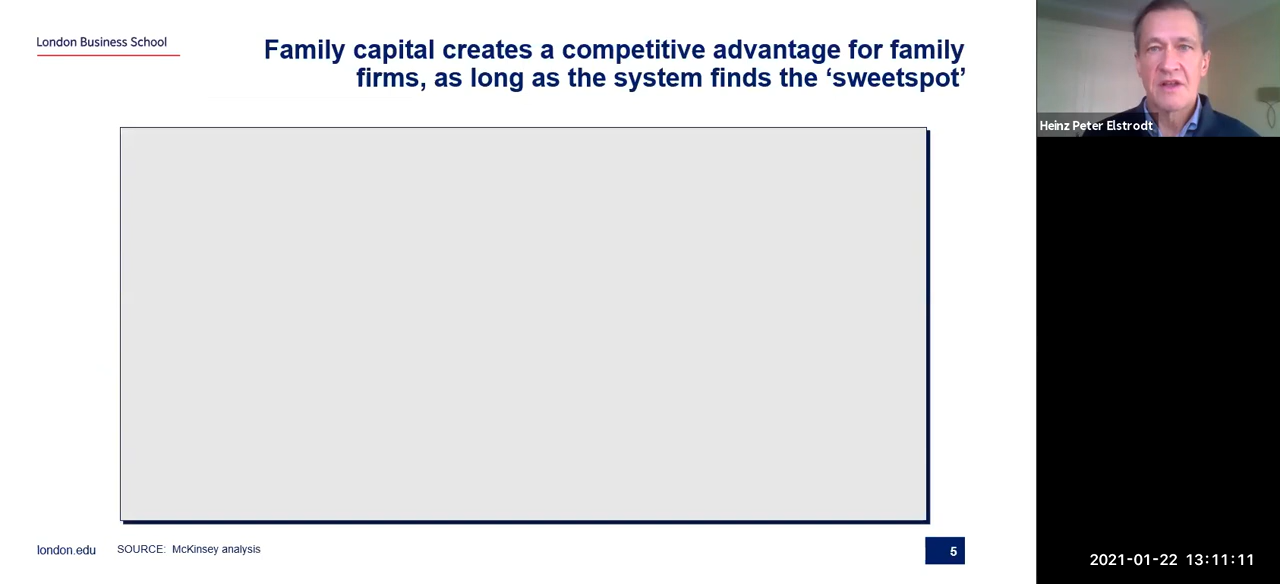 London Business School
Family capital creates a competitive advantage for family
firms, as long as the system finds the ‘sweetspot’
Heinz Peter Elstrodt
london.edu
SOURCE: McKinsey analysis
5
2021-01-22 13:11:11